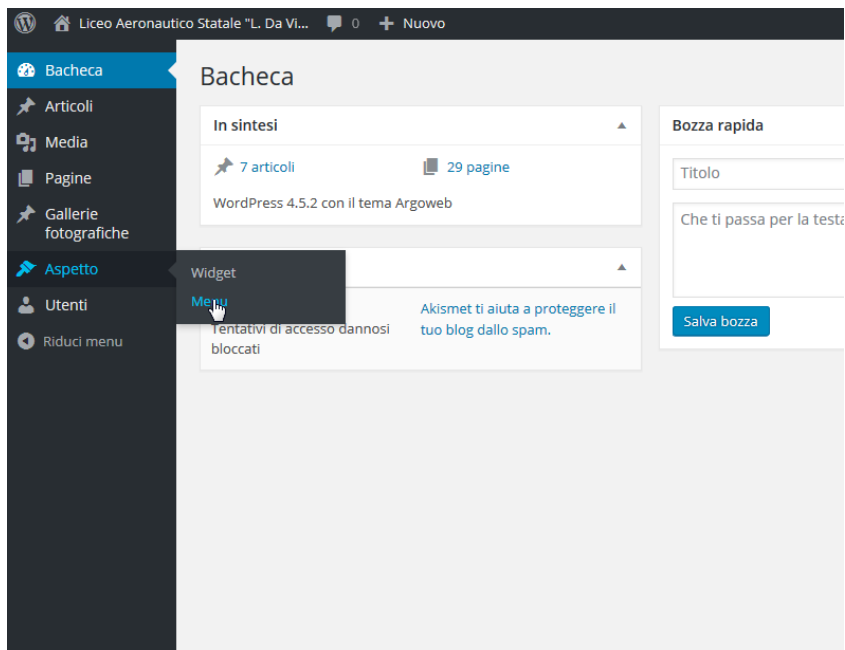 Liceo Aeronautico Statale "L. Da Vi... 0 Nuovo
Bacheca
Articoli
Media
Pagine
Gallerie
fotografiche
Aspetto
Utenti
Riduci menu
Widget
Menu
Bacheca
In sintesi
7 articoli
29 pagine
WordPress 4.5.2 con il tema Argoweb
Tentativi di accesso dannosi
bloccati
Akismet ti aiuta a proteggere il
tuo blog dallo spam.
Bozza rapida
Titolo
Che ti passa per la testa
Salva bozza